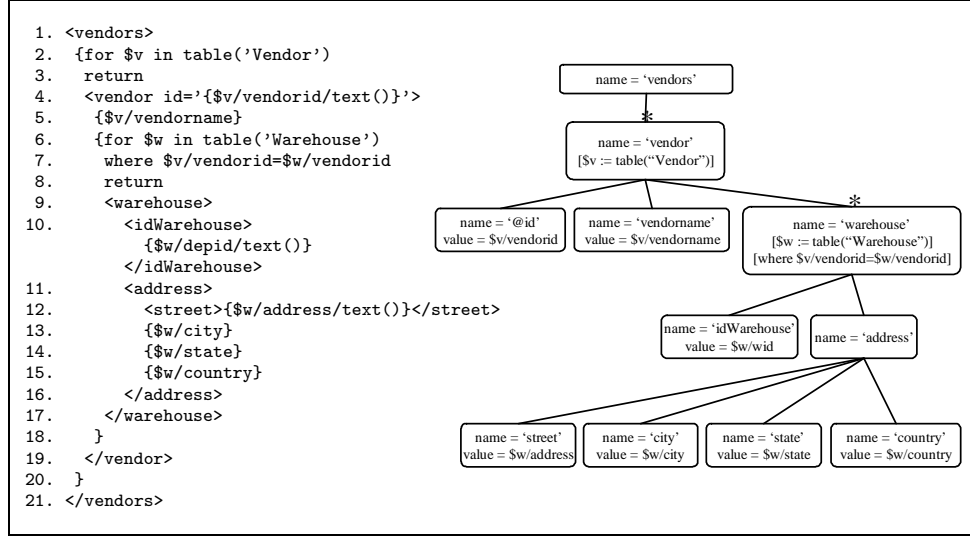 1. <vendors>
2. {for $v in table('Vendor')
3. return
4. <vendor id='{$v/vendorid/text()}'>
5. {$v/vendorname}
6. {for $w in table('Warehouse')
7. where $v/vendorid=$w/vendorid
8. return
9. <warehouse>
10. <idWarehouse>
{$w/depid/text()}
</idWarehouse>
11. <address>
12. <street>{$w/address/text()}</street>
13. {$w/city}
14. {$w/state}
15. {$w/country}
16. </address>
17. </warehouse>
18. }
19. </vendor>
20. }
21. </vendors>
name = ‘vendors’
*
name = ‘vendor’
[$v := table(“Vendor”)]
name = ‘@id’
value = $v/vendorid
name = ‘vendorname’
value = $v/vendorname
*
name = ‘warehouse’
[$w := table(“Warehouse”)]
[where $v/vendorid=$w/vendorid]
name = ‘idWarehouse’
value = $w/wid
name = ‘address’
name = ‘street’
value = $w/address
name = ‘city’
value = $w/city
name = ‘state’
value = $w/state
name = ‘country’
value = $w/country